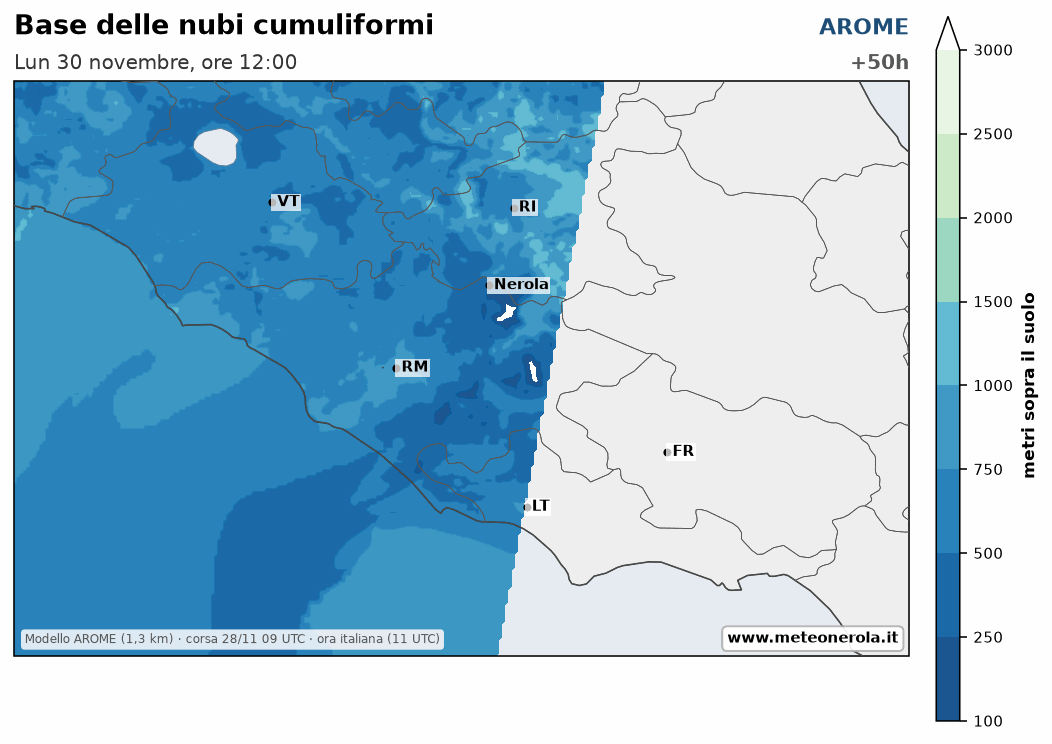 Base delle nubi cumuliformi
AROME
Lun 30 novembre, ore 12:00
+50h
VT
RI
Nerola
RM
FR
LT
Modello AROME (1,3 km) · corsa 28/11 09 UTC · ora italiana (11 UTC)
www.meteonerola.it
3000
2500
2000
1500
1000
750
500
250
100
metri sopra il suolo